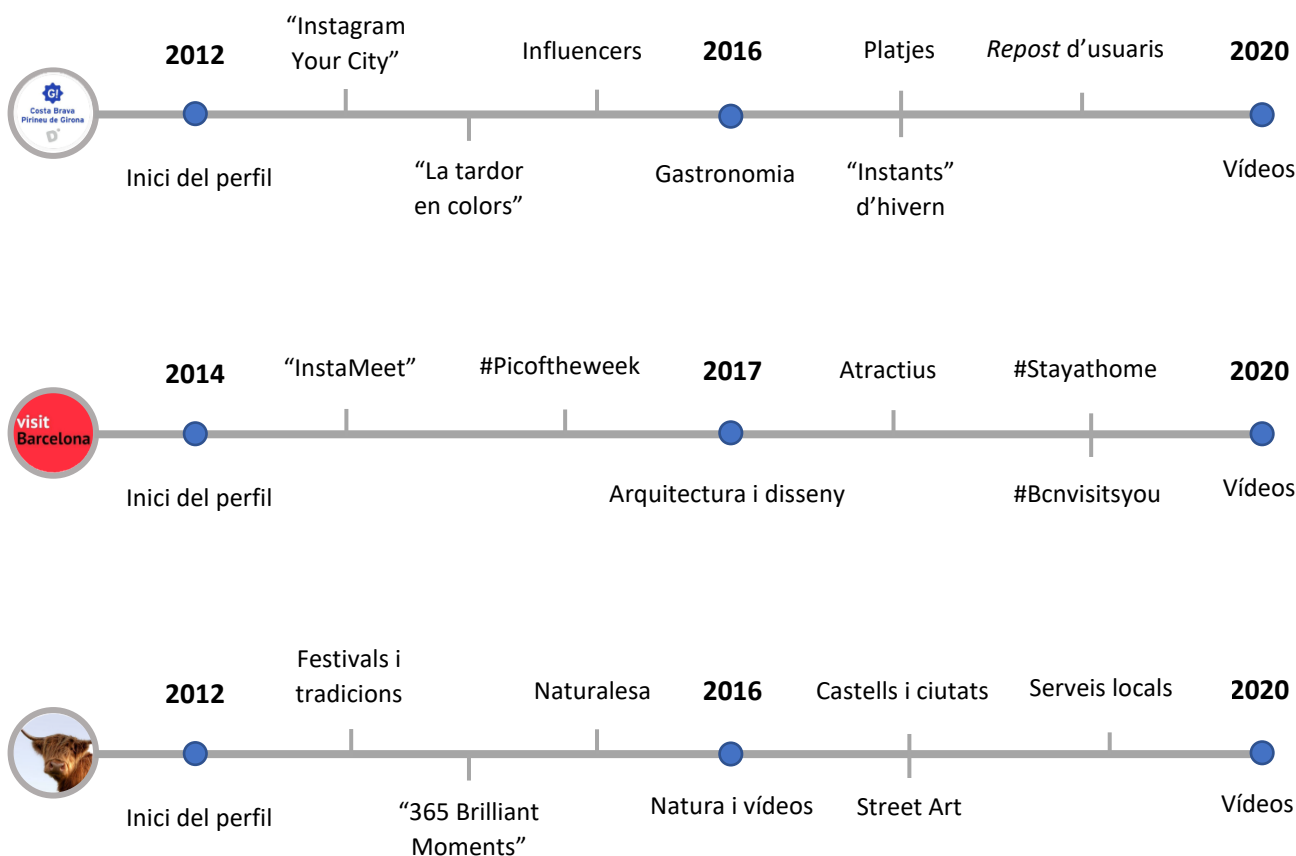 “Instagram
Your City”
2012
Influencers
2016
Platjes
Repost d’usuaris
2020
G!
Costa Brava
Pirineu de Girona
D
Inici del perfil
“La tardor
en colors”
Gastronomia
“Instants”
d’hivern
Vídeos
2014
“InstaMeet”
#Picoftheweek
2017
Atractius
#Stayathome
2020
visit
Barcelona
Inici del perfil
Arquitectura i disseny
#Bcnvisitsyou
Vídeos
Festivals i
tradicions
2012
Naturalesa
2016
Castells i ciutats
Serveis locals
2020
Inici del perfil
“365 Brilliant
Moments”
Natura i vídeos
Street Art
Vídeos